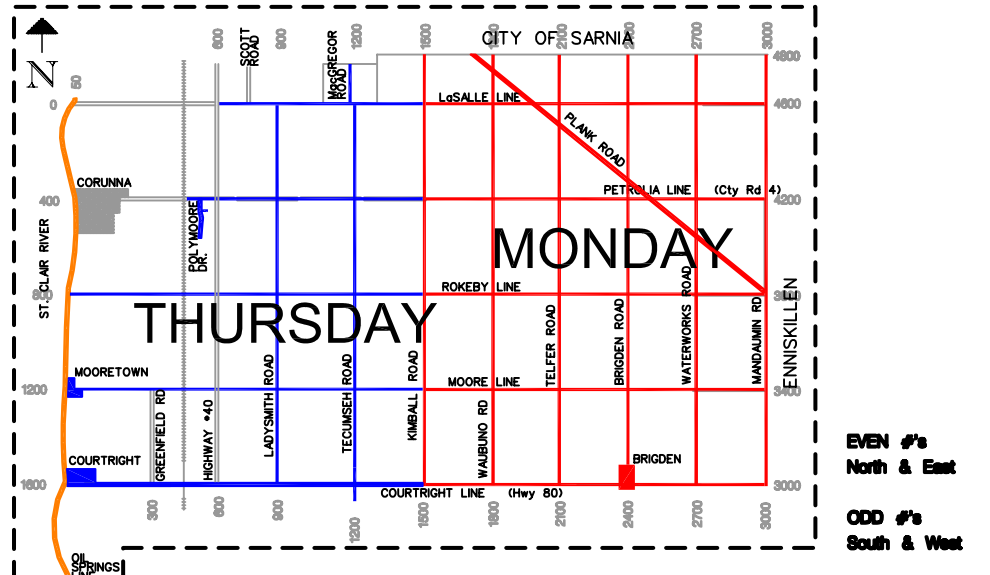 CITY OF SARNIA
N
50
600
SCOTT
ROAD
900
McGREGOR
ROAD
1200
1500
1800
2100
2400
2700
3000
4800
0
LaSALLE LINE
4600
PLANK ROAD
CORUNNA
PETROLIA LINE (Cty Rd 4)
400
4200
POLYMOORE
DR.
ST. CLAIR RIVER
MONDAY
800
ROKEBY LINE
THURSDAY
ENNISKILLEN
MOORETOWN
1200
MOORE LINE
3400
GREENFIELD RD
HIGHWAY #40
LADYSMITH ROAD
TECUMSEH ROAD
KIMBALL ROAD
WAUBUNO RD
TELFER ROAD
BRIGDEN ROAD
WATERWORKS ROAD
MANDAUMIN RD
COURTRIGHT
BRIGDEN
COURTRIGHT LINE (Hwy 80)
3000
300
600
900
1200
1500
1800
2100
2400
2700
3000
OIL
SPRINGS
LINE
EVEN #'s
North & East
ODD #'s
South & West